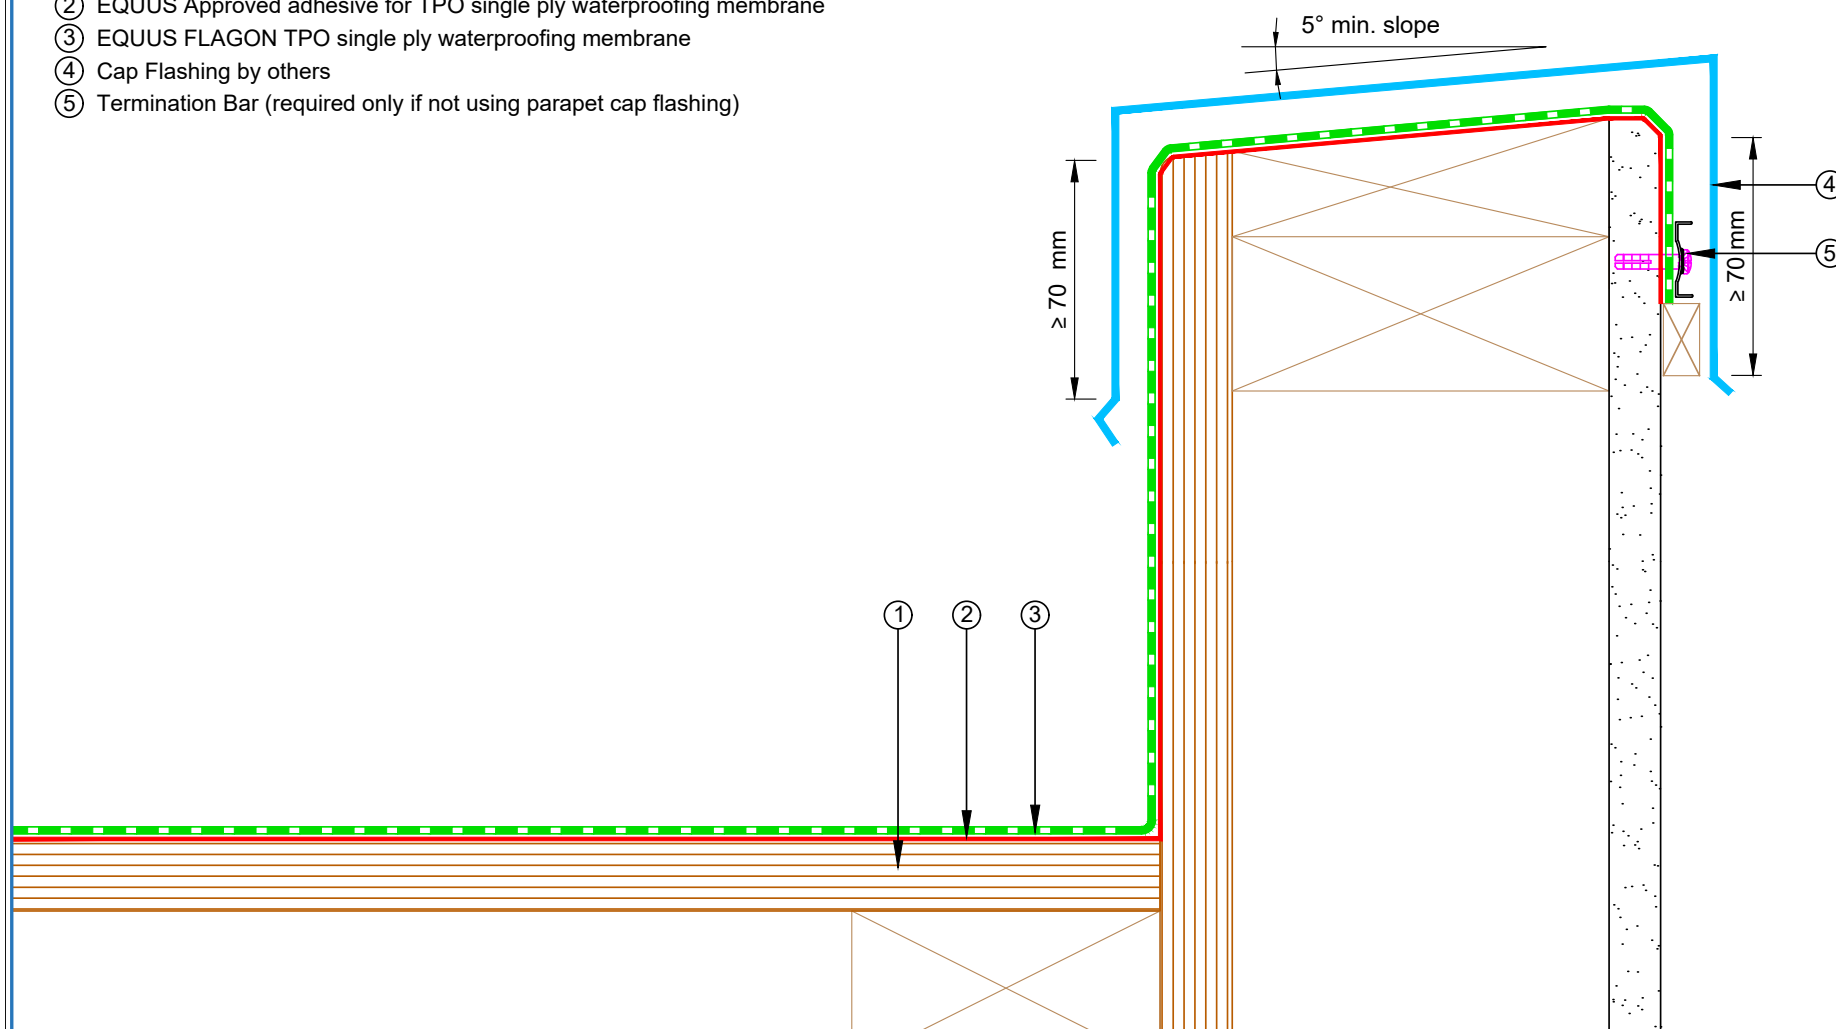 ② EQUUS Approved adhesive for TPO single ply waterproofing membrane
③ EQUUS FLAGON TPO single ply waterproofing membrane
④ Cap Flashing by others
⑤ Termination Bar (required only if not using parapet cap flashing)
5° min. slope
≥ 70 mm
≥ 70 mm
④
⑤
① ② ③